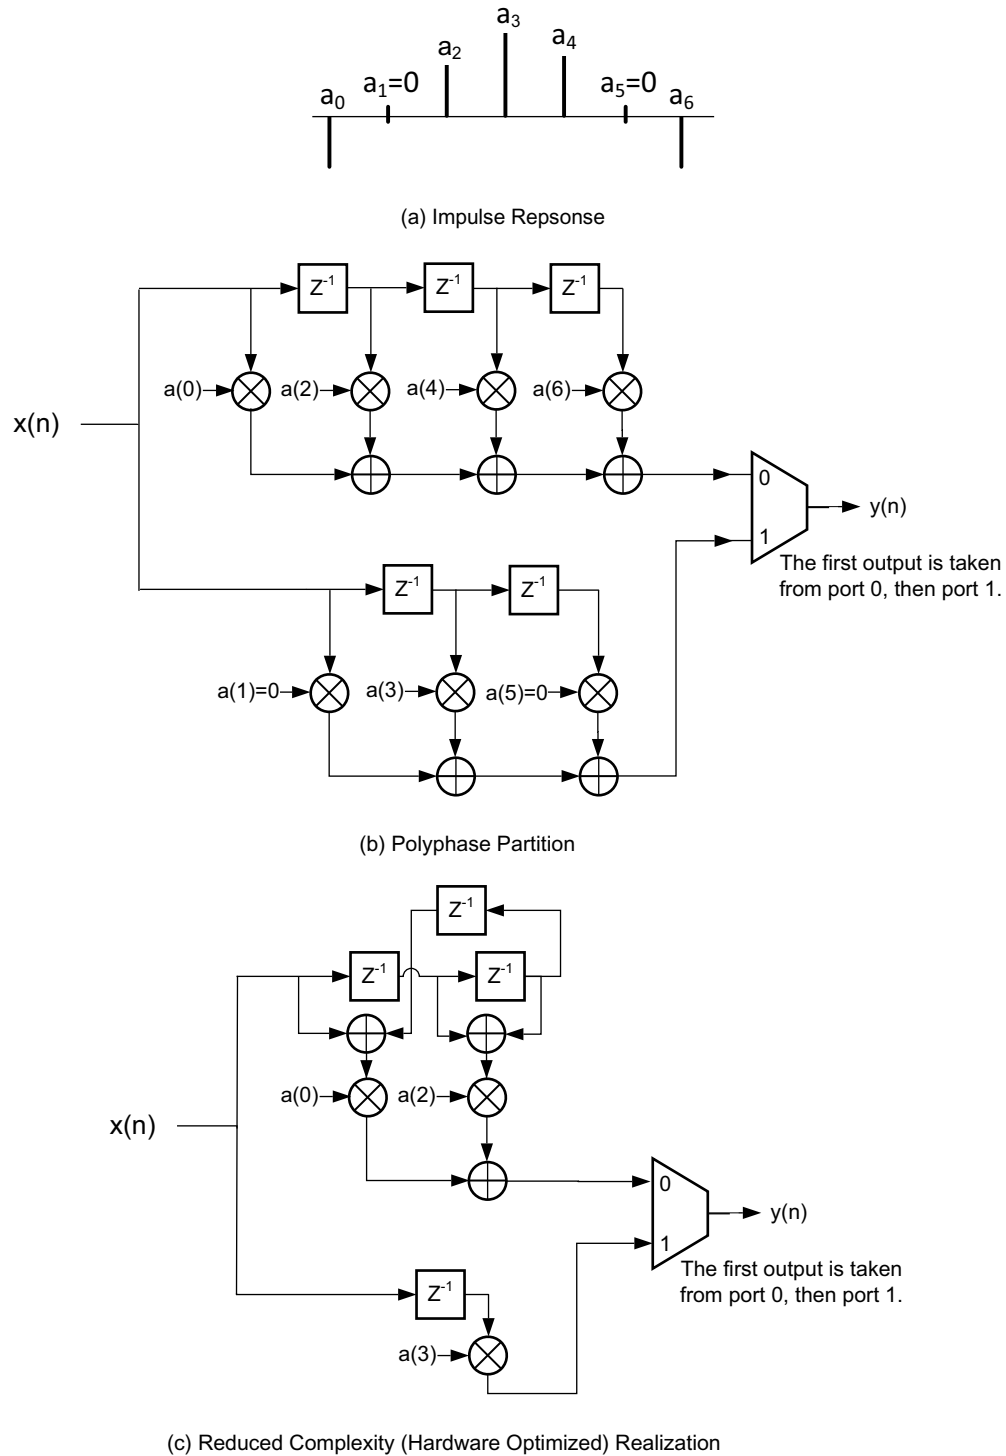 a₃
a₂ a₄
a₁=0 a₅=0
a₀ a₆
(a) Impulse Repsonse
Z⁻¹ Z⁻¹ Z⁻¹
a(0) a(2) a(4) a(6)
x(n)
0
y(n)
1
The first output is taken
from port 0, then port 1.
Z⁻¹ Z⁻¹
a(1)=0 a(3) a(5)=0
(b) Polyphase Partition
Z⁻¹
Z⁻¹ Z⁻¹
a(0) a(2)
x(n)
0
y(n)
1
The first output is taken
from port 0, then port 1.
Z⁻¹
a(3)
(c) Reduced Complexity (Hardware Optimized) Realization